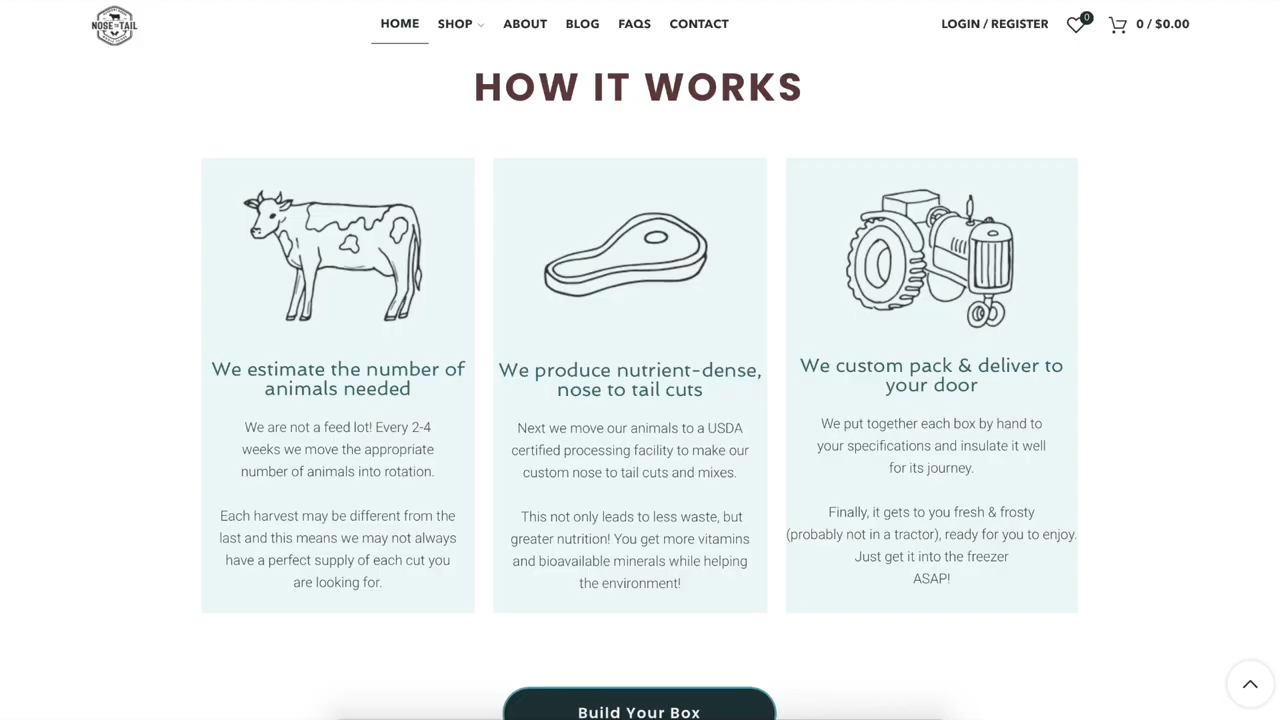 NOSE TO TAIL
HOME
SHOP
ABOUT
BLOG
FAQS
CONTACT
LOGIN / REGISTER
0
0 / $0.00
HOW IT WORKS
We estimate the number of
animals needed
We are not a feed lot! Every 2-4
weeks we move the appropriate
number of animals into rotation.
Each harvest may be different from the
last and this means we may not always
have a perfect supply of each cut you
are looking for.
We produce nutrient-dense,
nose to tail cuts
Next we move our animals to a USDA
certified processing facility to make our
custom nose to tail cuts and mixes.
This not only leads to less waste, but
greater nutrition! You get more vitamins
and bioavailable minerals while helping
the environment!
We custom pack & deliver to
your door
We put together each box by hand to
your specifications and insulate it well
for its journey.
Finally, it gets to you fresh & frosty
(probably not in a tractor), ready for you to enjoy.
Just get it into the freezer
ASAP!
Build Your Box